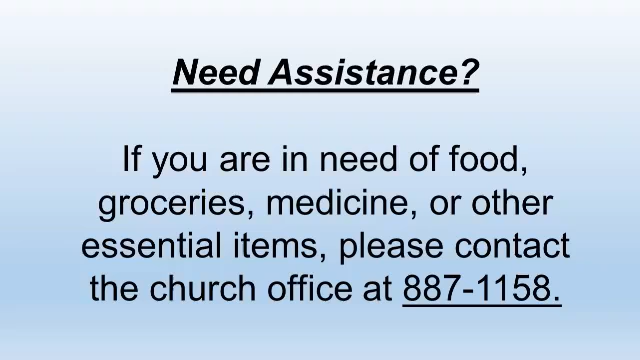 Need Assistance?
If you are in need of food,
groceries, medicine, or other
essential items, please contact
the church office at 887-1158.